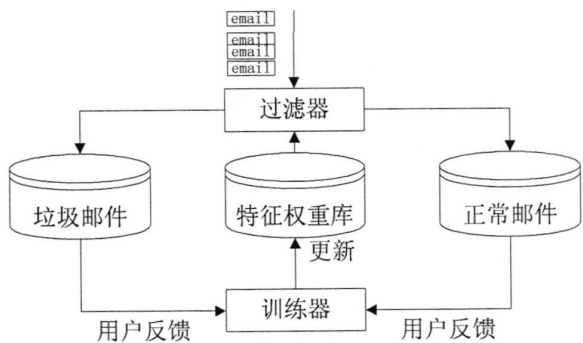 email
email
email
email
过滤器
垃圾邮件
特征权重库
正常邮件
更新
训练器
用户反馈
用户反馈